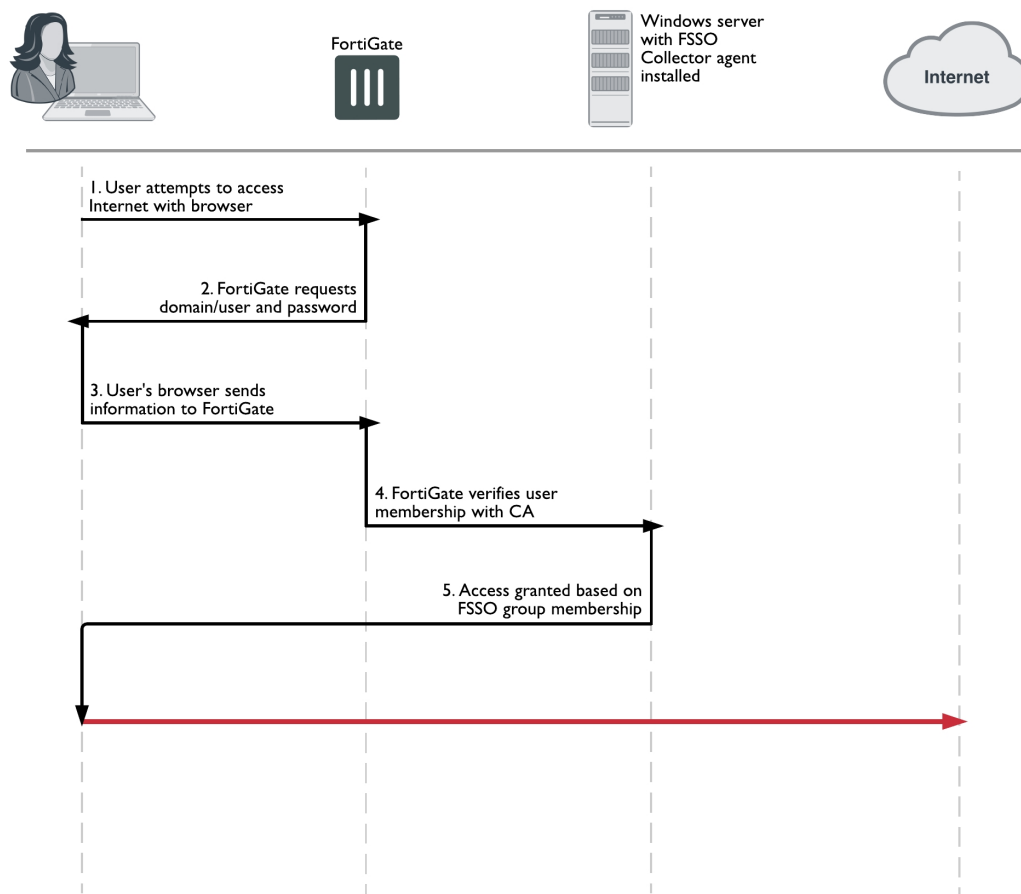 FortiGate
Windows server
with FSSO
Collector agent
installed
Internet
1. User attempts to access
Internet with browser
2. FortiGate requests
domain/user and password
3. User's browser sends
information to FortiGate
4. FortiGate verifies user
membership with CA
5. Access granted based on
FSSO group membership